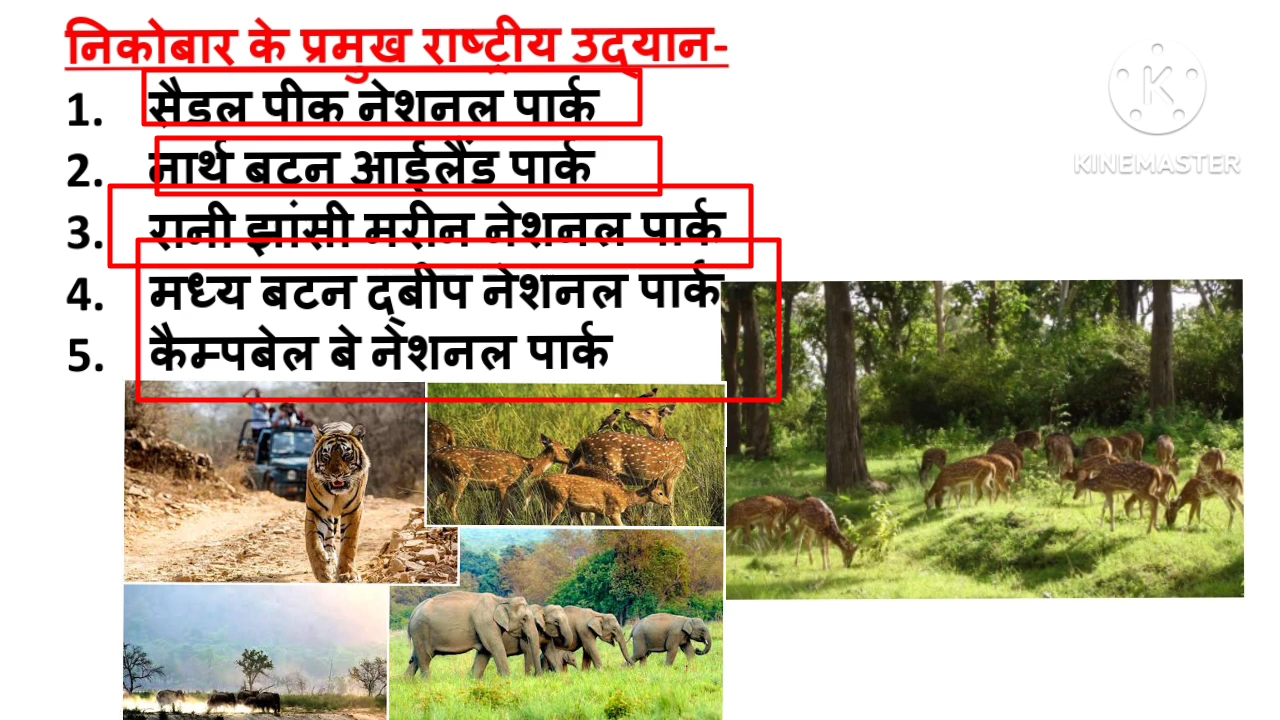 निकोबार के प्रमुख राष्ट्रीय उद्यान-
1. सैडल पीक नेशनल पार्क
2. नार्थ बटन आईलैंड पार्क
3. रानी झांसी मरीन नेशनल पार्क
4. मध्य बटन द्बीप नेशनल पार्क
5. कैम्पबेल बे नेशनल पार्क
K
KINEMASTER